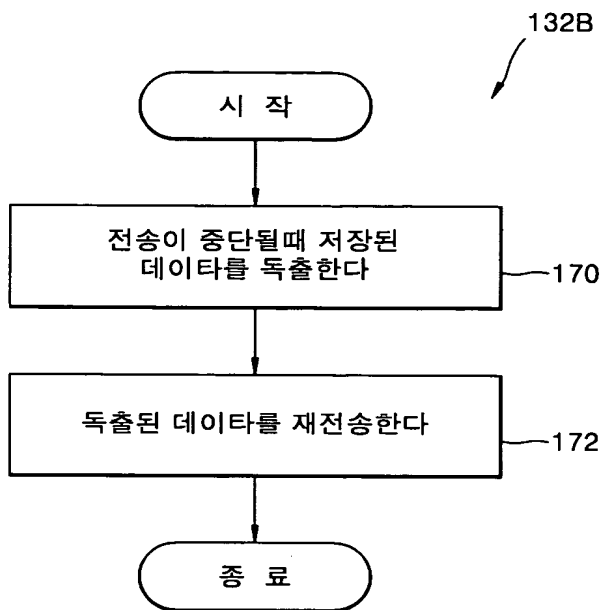 132B
시 작
전송이 중단될때 저장된
데이타를 독출한다
170
독출된 데이타를 재전송한다
172
종 료